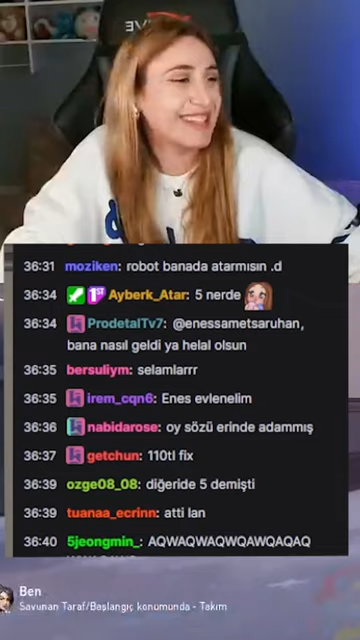 36:31 moziken: robot banada atarmısın .d
36:34 Ayberk_Atar: 5 nerde
36:34 ProdetalTv7: @enessametsaruhan,
bana nasıl geldi ya helal olsun
36:35 bersuliym: selamlarrr
36:35 irem_cqn6: Enes evlenelim
36:36 nabidarose: oy sözü erinde adammış
36:37 getchun: 110tl fix
36:39 ozge08_08: diğeride 5 demişti
36:39 tuanaa_ecrinn: atti lan
36:40 5jeongmin_: AQWAQWAQWQAWQAQAQ
Ben
Savunan Taraf/Başlangıç konumunda - Takım